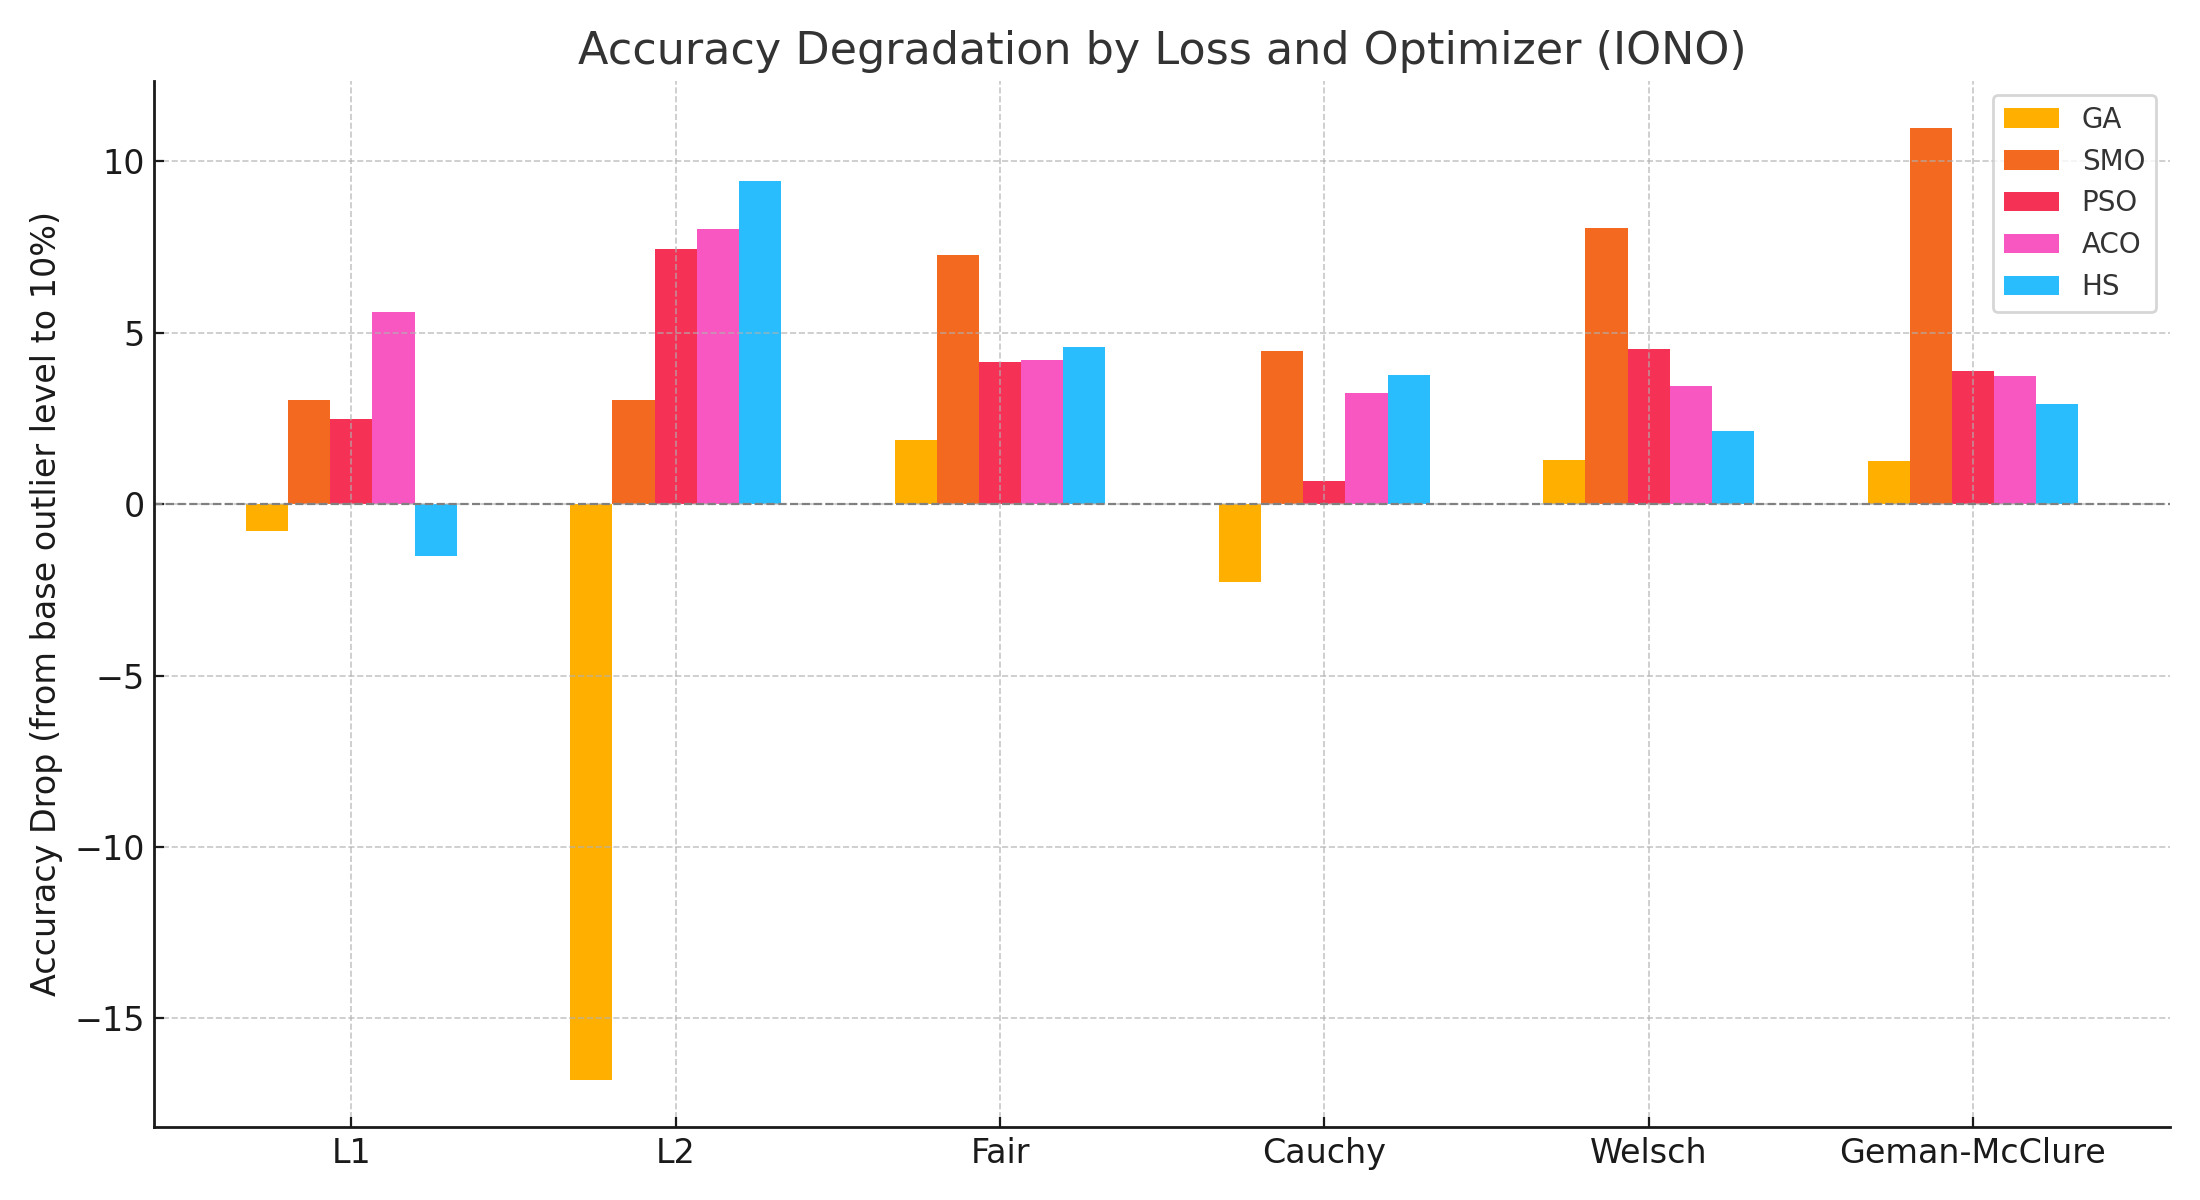 Accuracy Degradation by Loss and Optimizer (IONO)
Accuracy Drop (from base outlier level to 10%)
10
5
0
−5
−10
−15
L1
L2
Fair
Cauchy
Welsch
Geman-McClure
GA
SMO
PSO
ACO
HS